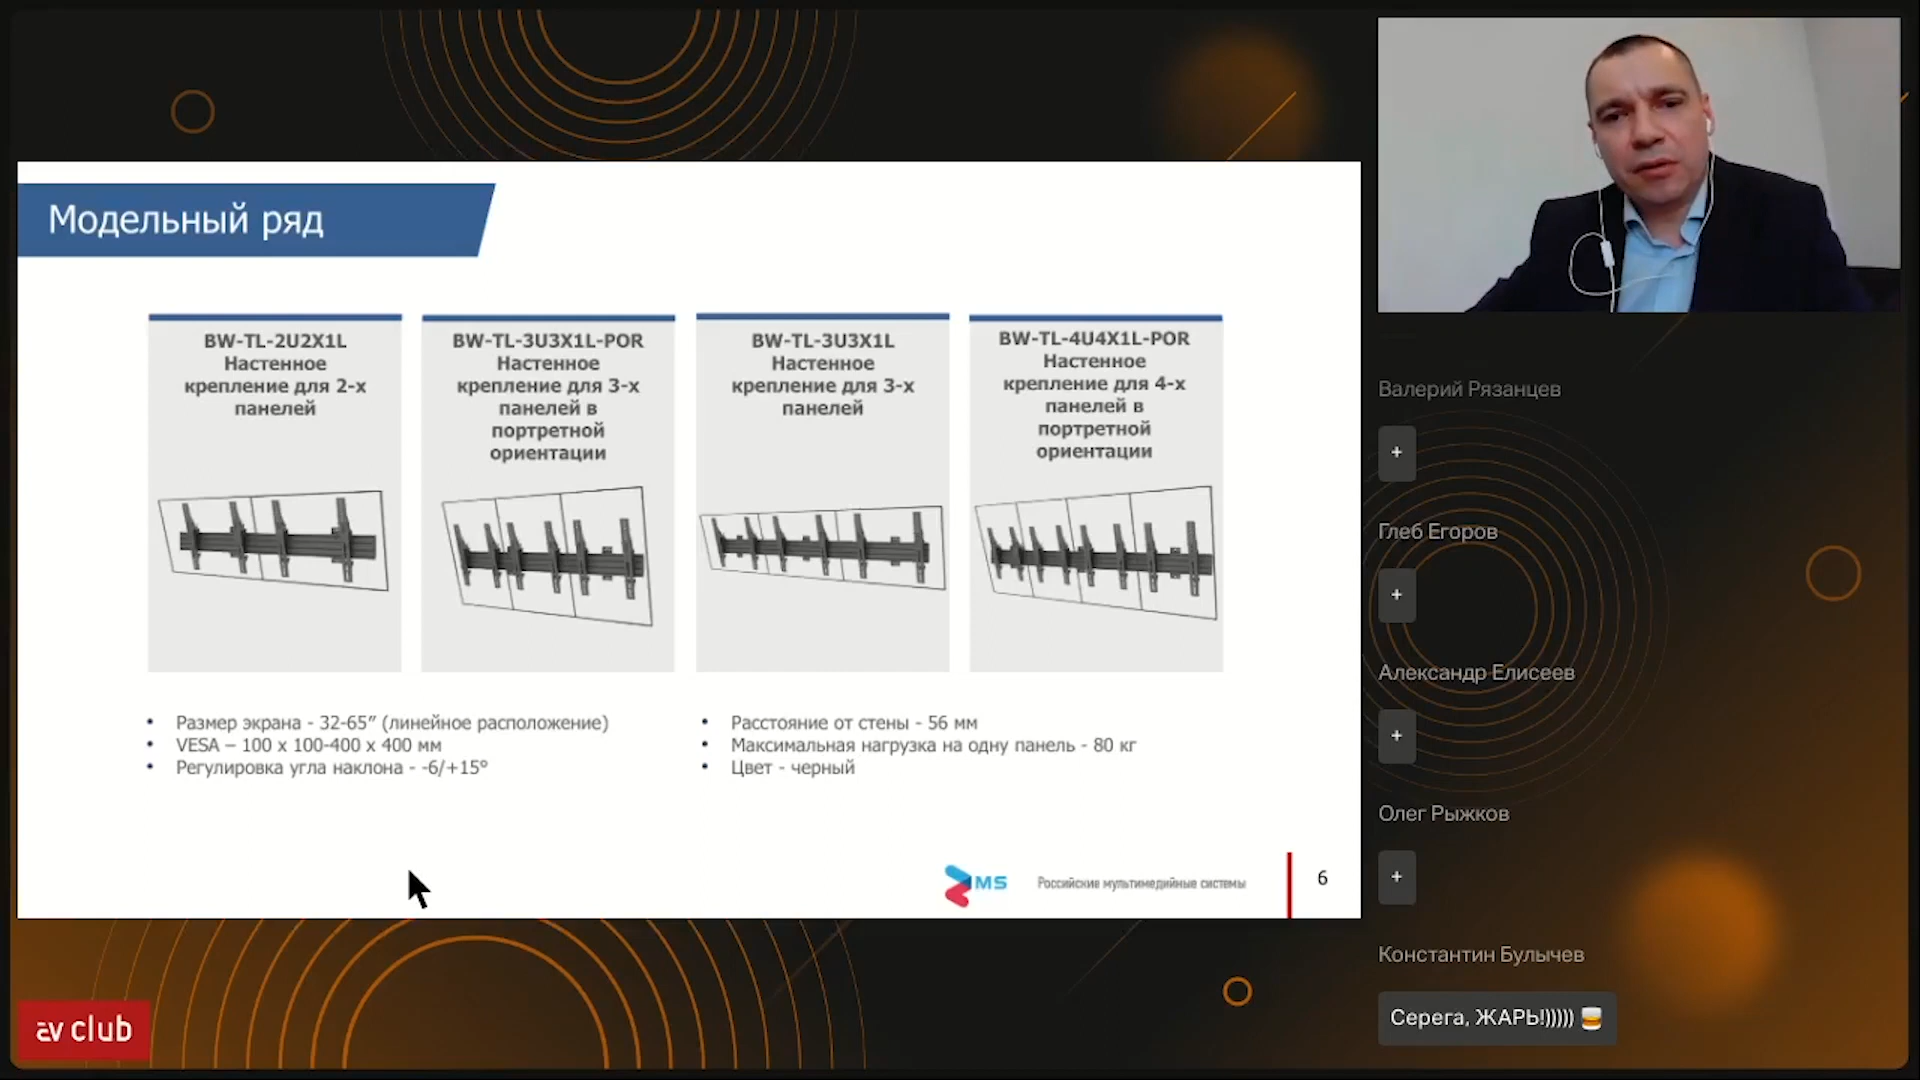 Модельный ряд
BW-TL-2U2X1L
Настенное
крепление для 2-х
панелей
BW-TL-3U3X1L-POR
Настенное
крепление для 3-х
панелей в
портретной
ориентации
BW-TL-3U3X1L
Настенное
крепление для 3-х
панелей
BW-TL-4U4X1L-POR
Настенное
крепление для 4-х
панелей в
портретной
ориентации
• Размер экрана - 32-65″ (линейное расположение)
• VESA – 100 x 100-400 x 400 мм
• Регулировка угла наклона - -6/+15°
• Расстояние от стены - 56 мм
• Максимальная нагрузка на одну панель - 80 кг
• Цвет - черный
MS
Российские мультимедийные системы
6
av club
Валерий Рязанцев
+
Глеб Егоров
+
Александр Елисеев
+
Олег Рыжков
+
Константин Булычев
Серега, ЖАРЬ!))))) 🥃